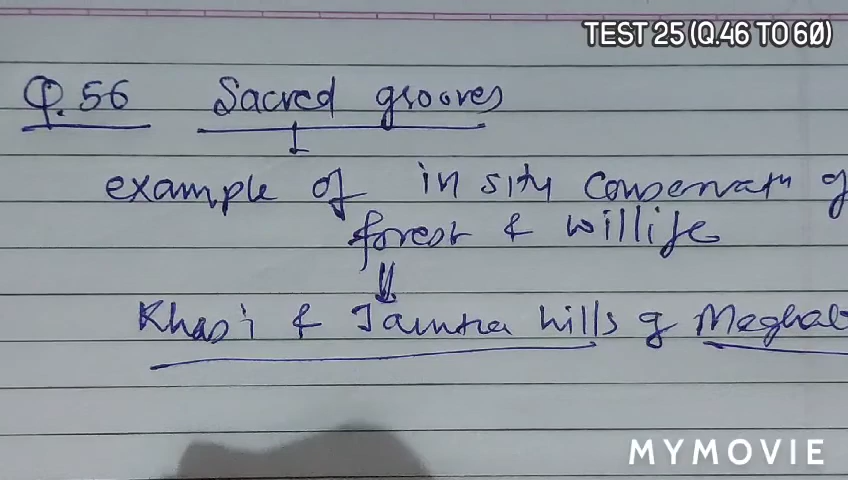 TEST 25 (Q.46 TO 60)
Q.56 Sacred grooves
example of in situ conservatn of
forest & willife
Khasi & Jaintia hills of Meghal
MYMOVIE